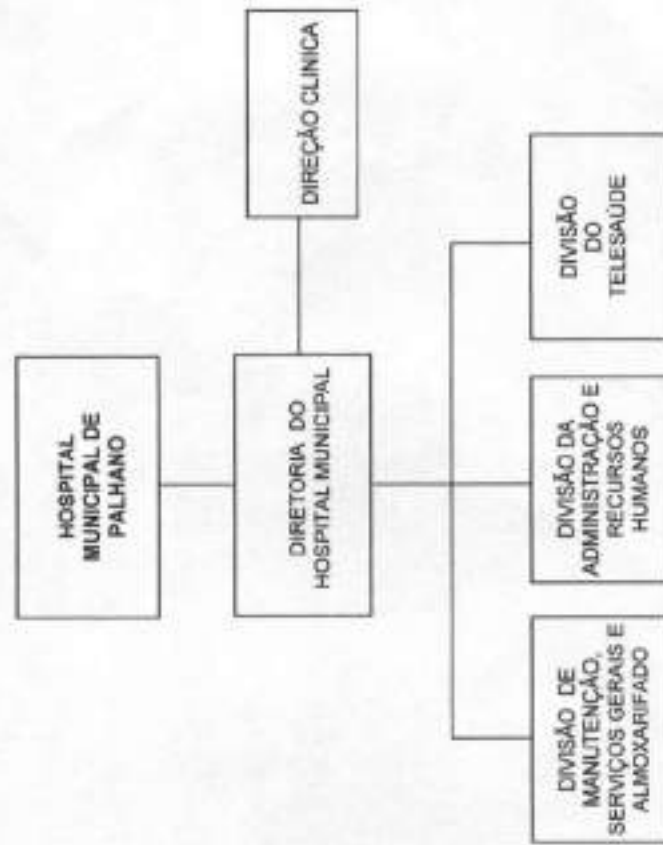 HOSPITAL
MUNICIPAL DE
PALHANO
DIREÇÃO CLINICA
DIRETORIA DO
HOSPITAL MUNICIPAL
DIVISÃO DE
MANUTENÇÃO,
SERVIÇOS GERAIS E
ALMOXARIFADO
DIVISÃO DA
ADMINISTRAÇÃO E
RECURSOS
HUMANOS
DIVISÃO
DO
TELESAÚDE